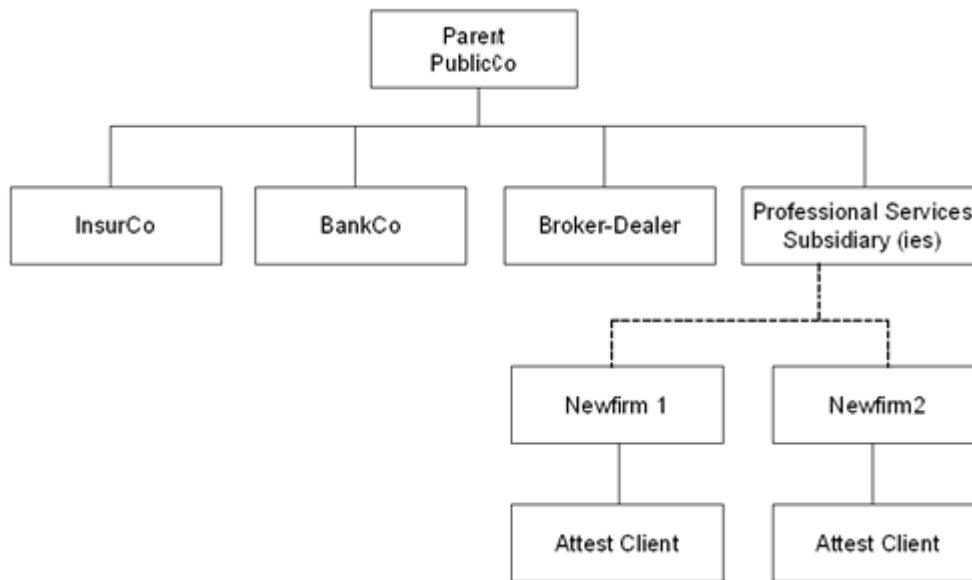 Parent
PublicCo
InsurCo
BankCo
Broker-Dealer
Professional Services
Subsidiary (ies)
Newfirm 1
Newfirm2
Attest Client
Attest Client